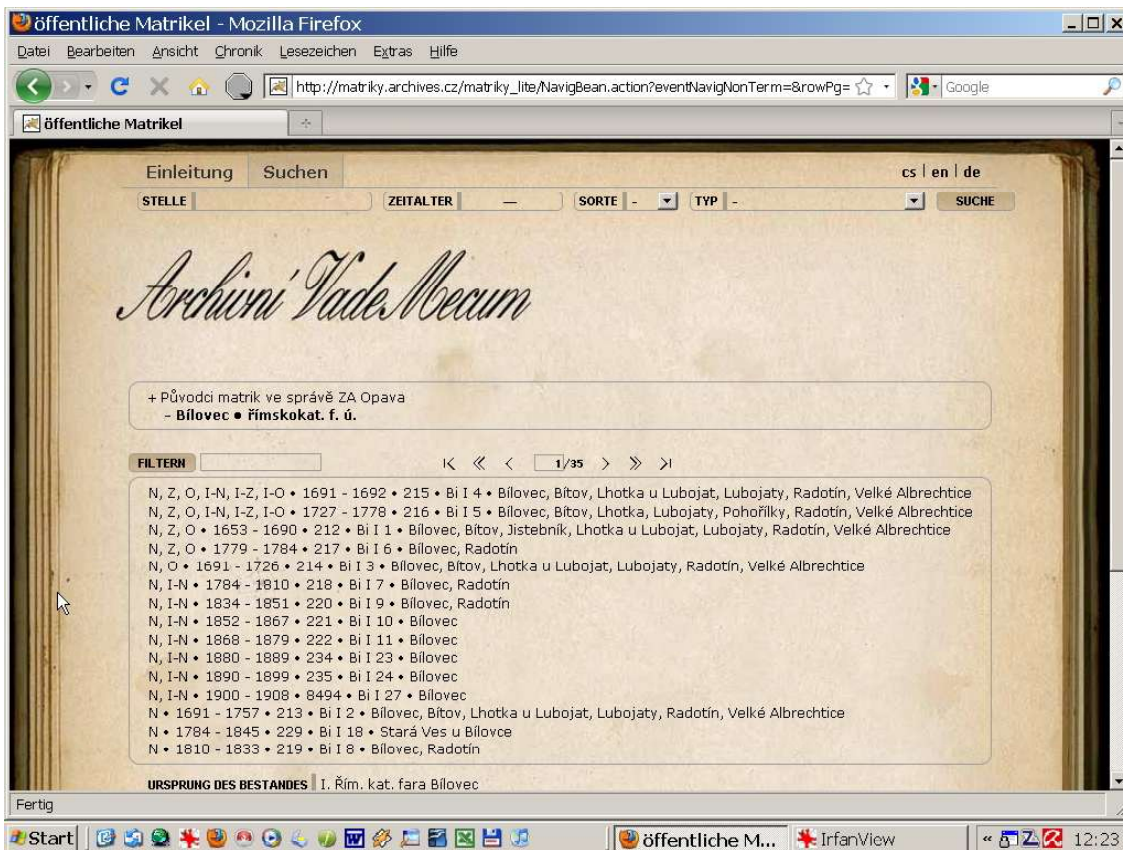 öffentliche Matrikel - Mozilla Firefox
Datei Bearbeiten Ansicht Chronik Lesezeichen Extras Hilfe
http://matriky.archives.cz/matriky_lite/NavigBean.action?eventNavigNonTerm=&rowPg= Google
öffentliche Matrikel
Einleitung Suchen cs | en | de
STELLE ZEITALTER — SORTE - TYP - SUCHE
Archivní Vade Mecum
+ Původci matrik ve správě ZA Opava
– Bílovec • římskokat. f. ú.
FILTERN 1/35
N, Z, O, I-N, I-Z, I-O • 1691 - 1692 • 215 • Bi I 4 • Bílovec, Bítov, Lhotka u Lubojat, Lubojaty, Radotín, Velké Albrechtice
N, Z, O, I-N, I-Z, I-O • 1727 - 1778 • 216 • Bi I 5 • Bílovec, Bítov, Lhotka, Lubojaty, Pohořílky, Radotín, Velké Albrechtice
N, Z, O • 1653 - 1690 • 212 • Bi I 1 • Bílovec, Bítov, Jistebník, Lhotka u Lubojat, Lubojaty, Radotín, Velké Albrechtice
N, Z, O • 1779 - 1784 • 217 • Bi I 6 • Bílovec, Radotín
N, O • 1691 - 1726 • 214 • Bi I 3 • Bílovec, Bítov, Lhotka u Lubojat, Lubojaty, Radotín, Velké Albrechtice
N, I-N • 1784 - 1810 • 218 • Bi I 7 • Bílovec, Radotín
N, I-N • 1834 - 1851 • 220 • Bi I 9 • Bílovec, Radotín
N, I-N • 1852 - 1867 • 221 • Bi I 10 • Bílovec
N, I-N • 1868 - 1879 • 222 • Bi I 11 • Bílovec
N, I-N • 1880 - 1889 • 234 • Bi I 23 • Bílovec
N, I-N • 1890 - 1899 • 235 • Bi I 24 • Bílovec
N, I-N • 1900 - 1908 • 8494 • Bi I 27 • Bílovec
N • 1691 - 1757 • 213 • Bi I 2 • Bílovec, Bítov, Lhotka u Lubojat, Lubojaty, Radotín, Velké Albrechtice
N • 1784 - 1845 • 229 • Bi I 18 • Stará Ves u Bílovce
N • 1810 - 1833 • 219 • Bi I 8 • Bílovec, Radotín
URSPRUNG DES BESTANDES I. Řím. kat. fara Bílovec
Fertig
Start öffentliche M... IrfanView 12:23